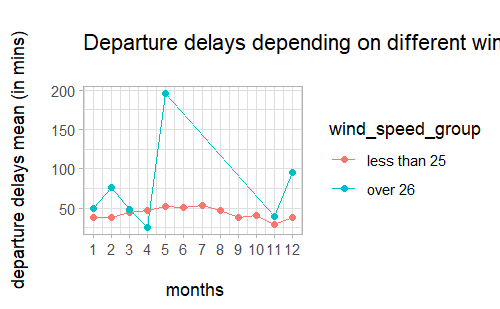 Departure delays depending on different win
departure delays mean (in mins)
200
150
100
50
1 2 3 4 5 6 7 8 9 10 11 12
months
wind_speed_group
less than 25
over 26